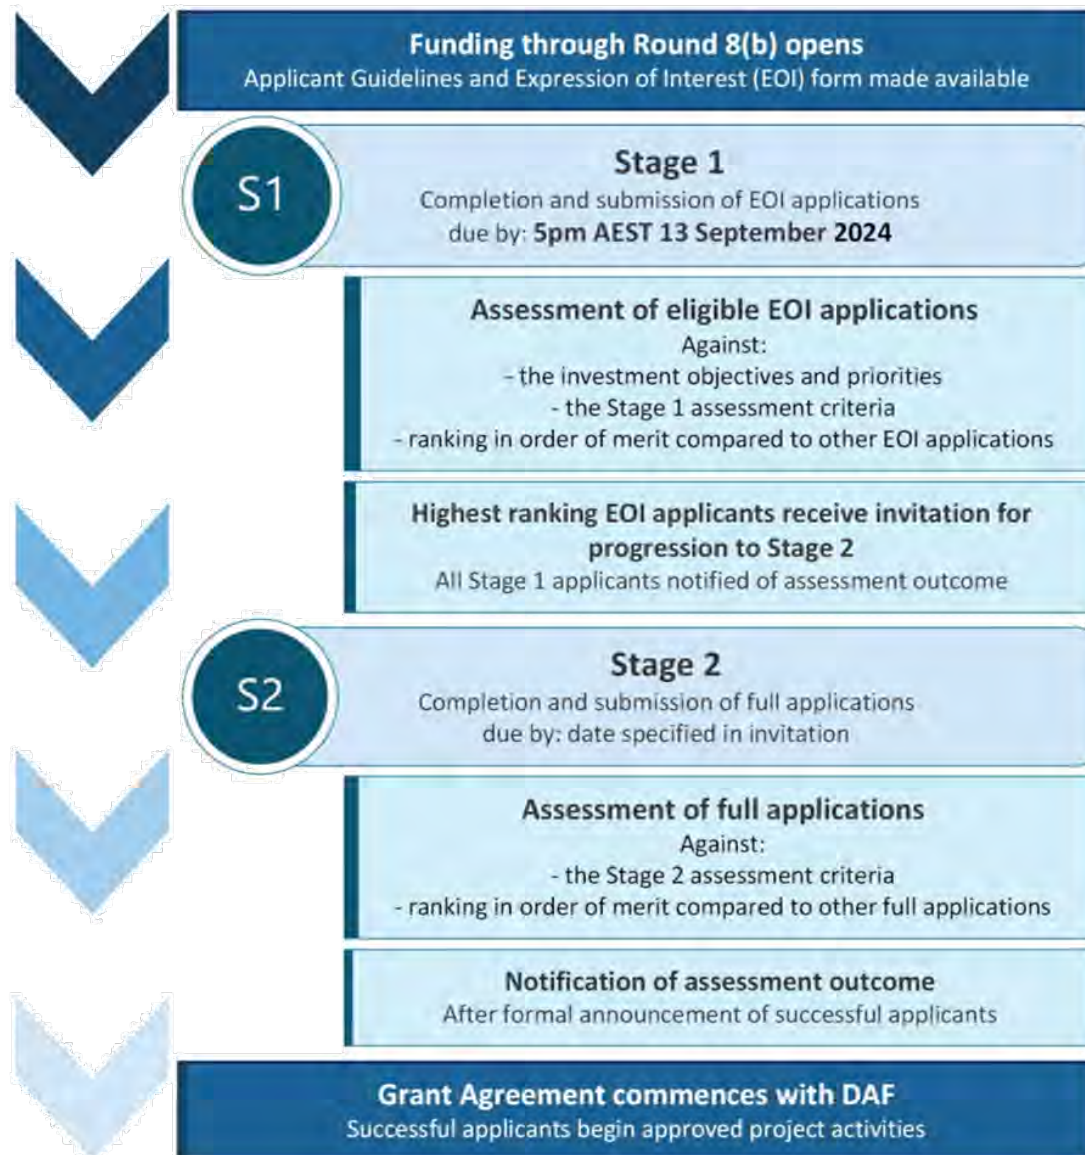 Funding through Round 8(b) opens
Applicant Guidelines and Expression of Interest (EOI) form made available
S1
Stage 1
Completion and submission of EOI applications
due by: 5pm AEST 13 September 2024
Assessment of eligible EOI applications
Against:
- the investment objectives and priorities
- the Stage 1 assessment criteria
- ranking in order of merit compared to other EOI applications
Highest ranking EOI applicants receive invitation for
progression to Stage 2
All Stage 1 applicants notified of assessment outcome
S2
Stage 2
Completion and submission of full applications
due by: date specified in invitation
Assessment of full applications
Against:
- the Stage 2 assessment criteria
- ranking in order of merit compared to other full applications
Notification of assessment outcome
After formal announcement of successful applicants
Grant Agreement commences with DAF
Successful applicants begin approved project activities